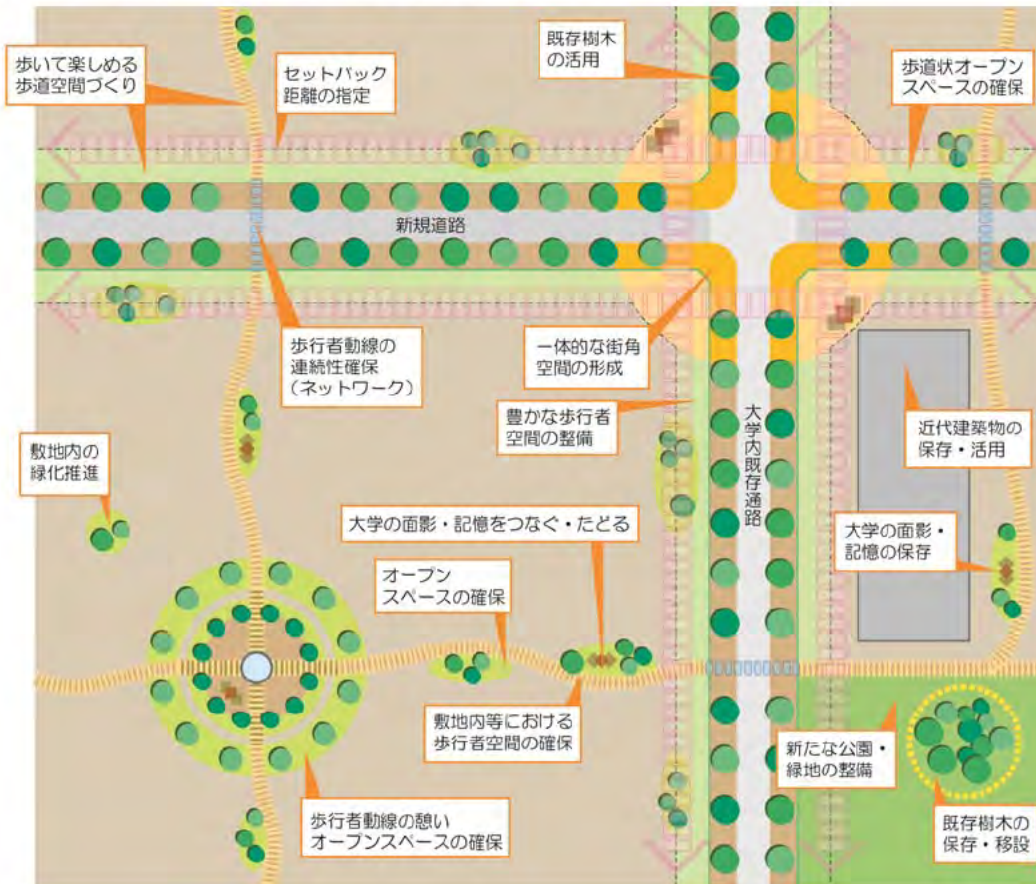 既存樹木
の活用
歩いて楽しめる
歩道空間づくり
セットバック
距離の指定
歩道状オープン
スペースの確保
新規道路
歩行者動線の
連続性確保
（ネットワーク）
一体的な街角
空間の形成
豊かな歩行者
空間の整備
大学内既存通路
近代建築物の
保存・活用
敷地内の
緑化推進
大学の面影・記憶をつなぐ・たどる
大学の面影・
記憶の保存
オープン
スペースの確保
敷地内等における
歩行者空間の確保
新たな公園・
緑地の整備
歩行者動線の憩い
オープンスペースの確保
既存樹木の
保存・移設